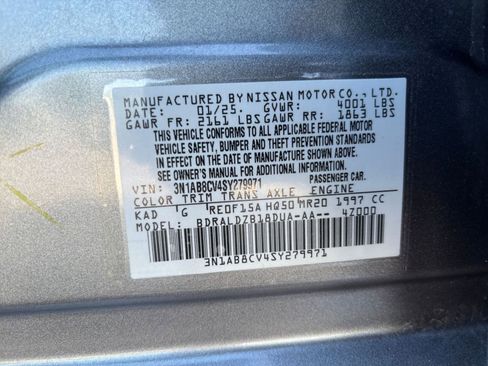 MANUFACTURED BY NISSAN MOTOR CO., LTD.
DATE: 01/25. GVWR: 4001 LBS
GAWR FR: 2161 LBS GAWR RR: 1863 LBS
THIS VEHICLE CONFORMS TO ALL APPLICABLE FEDERAL MOTOR
VEHICLE SAFETY, BUMPER, AND THEFT PREVENTION STANDARDS
IN EFFECT ON THE DATE OF MANUFACTURE SHOWN ABOVE.
SEE OWNER'S MANUAL FOR MORE INFORMATION.
VIN: 3N1AB8CV4SY279971 PASSENGER CAR.
COLOR TRIM TRANS AXLE ENGINE
KAD G RE0F15A HQ50 MR20 1997 CC
MODEL: BDRALDZB18DUA-AA-- 4Z000
3N1AB8CV4SY279971